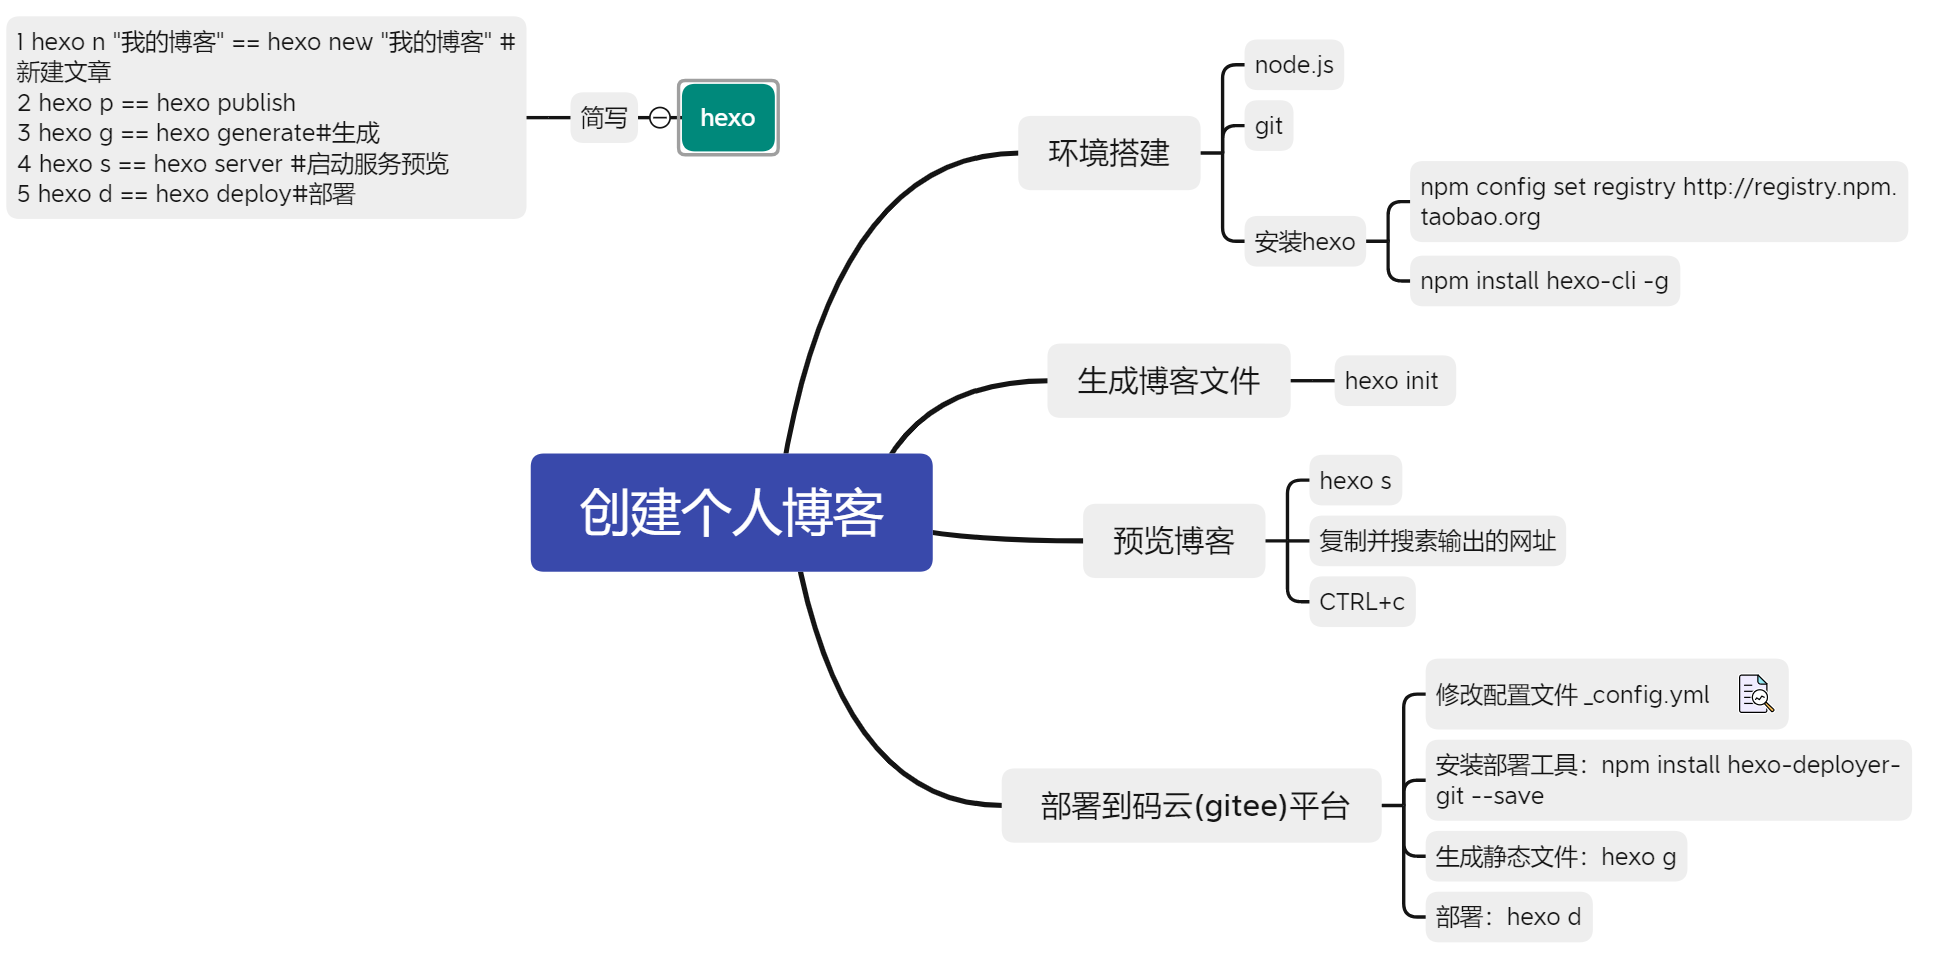 1 hexo n "我的博客" == hexo new "我的博客" #
新建文章
2 hexo p == hexo publish
3 hexo g == hexo generate#生成
4 hexo s == hexo server #启动服务预览
5 hexo d == hexo deploy#部署
简写
hexo
创建个人博客
环境搭建
node.js
git
安装hexo
npm config set registry http://registry.npm.
taobao.org
npm install hexo-cli -g
生成博客文件
hexo init
预览博客
hexo s
复制并搜素输出的网址
CTRL+c
部署到码云(gitee)平台
修改配置文件 _config.yml
安装部署工具：npm install hexo-deployer-
git --save
生成静态文件：hexo g
部署：hexo d